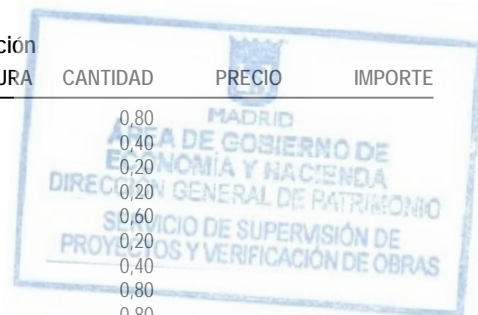 ción
URA CANTIDAD PRECIO IMPORTE
0,80
MADRID
0,40
ÁREA DE GOBIERNO DE
0,20
ECONOMÍA Y HACIENDA
0,20
DIRECCIÓN GENERAL DE PATRIMONIO
0,60
SERVICIO DE SUPERVISIÓN DE
0,20
PROYECTOS Y VERIFICACIÓN DE OBRAS
0,40
0,80
0,80